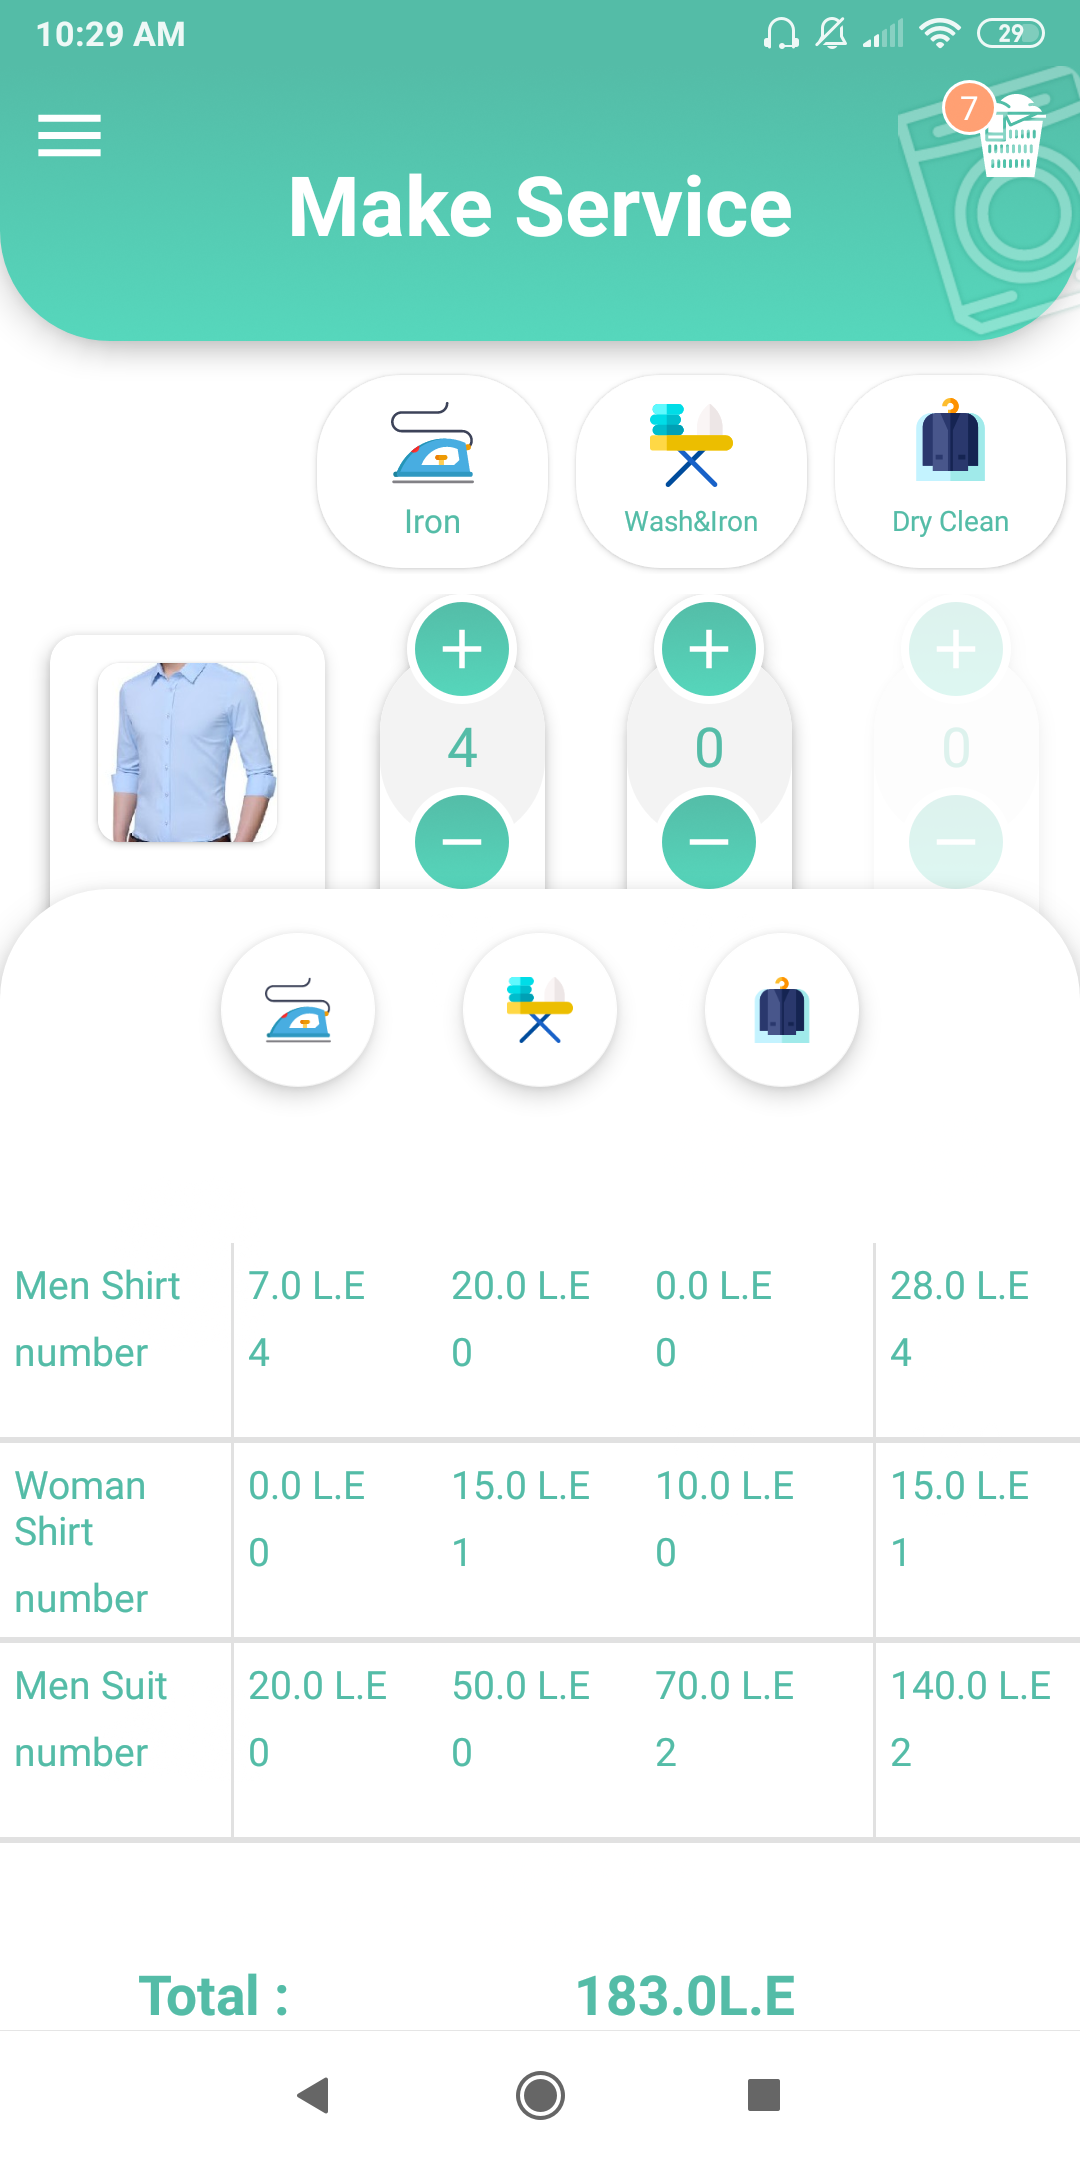 10:29 AM
29
7
Make Service
Iron
Wash&Iron
Dry Clean
4
0
0
Men Shirt 7.0 L.E 20.0 L.E 0.0 L.E 28.0 L.E
number 4 0 0 4
Woman Shirt 0.0 L.E 15.0 L.E 10.0 L.E 15.0 L.E
number 0 1 0 1
Men Suit 20.0 L.E 50.0 L.E 70.0 L.E 140.0 L.E
number 0 0 2 2
Total : 183.0L.E